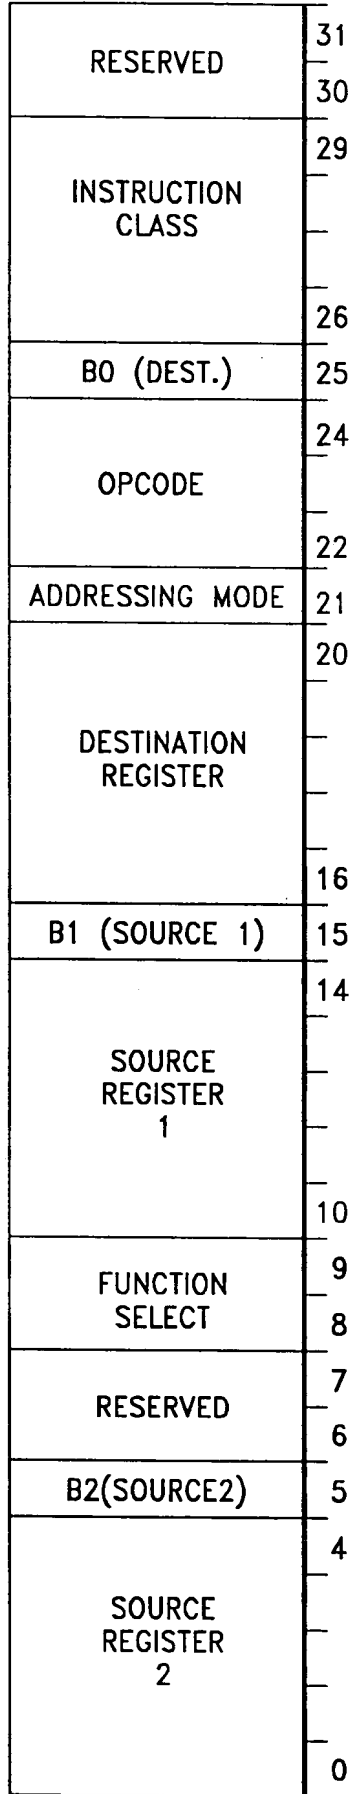 31
RESERVED
30
29
INSTRUCTION
CLASS
26
B0 (DEST.) 25
24
OPCODE
22
ADDRESSING MODE 21
20
DESTINATION
REGISTER
16
B1 (SOURCE 1) 15
14
SOURCE
REGISTER
1
10
9
FUNCTION
SELECT 8
7
RESERVED
6
B2(SOURCE2) 5
4
SOURCE
REGISTER
2
0